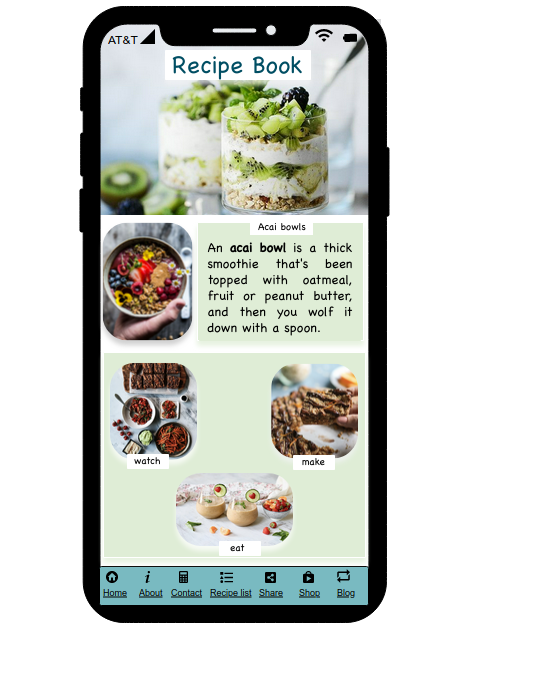 AT&T
Recipe Book
Acai bowls
An acai bowl is a thick
smoothie that's been
topped with oatmeal,
fruit or peanut butter,
and then you wolf it
down with a spoon.
watch
make
eat
Home About Contact Recipe list Share Shop Blog